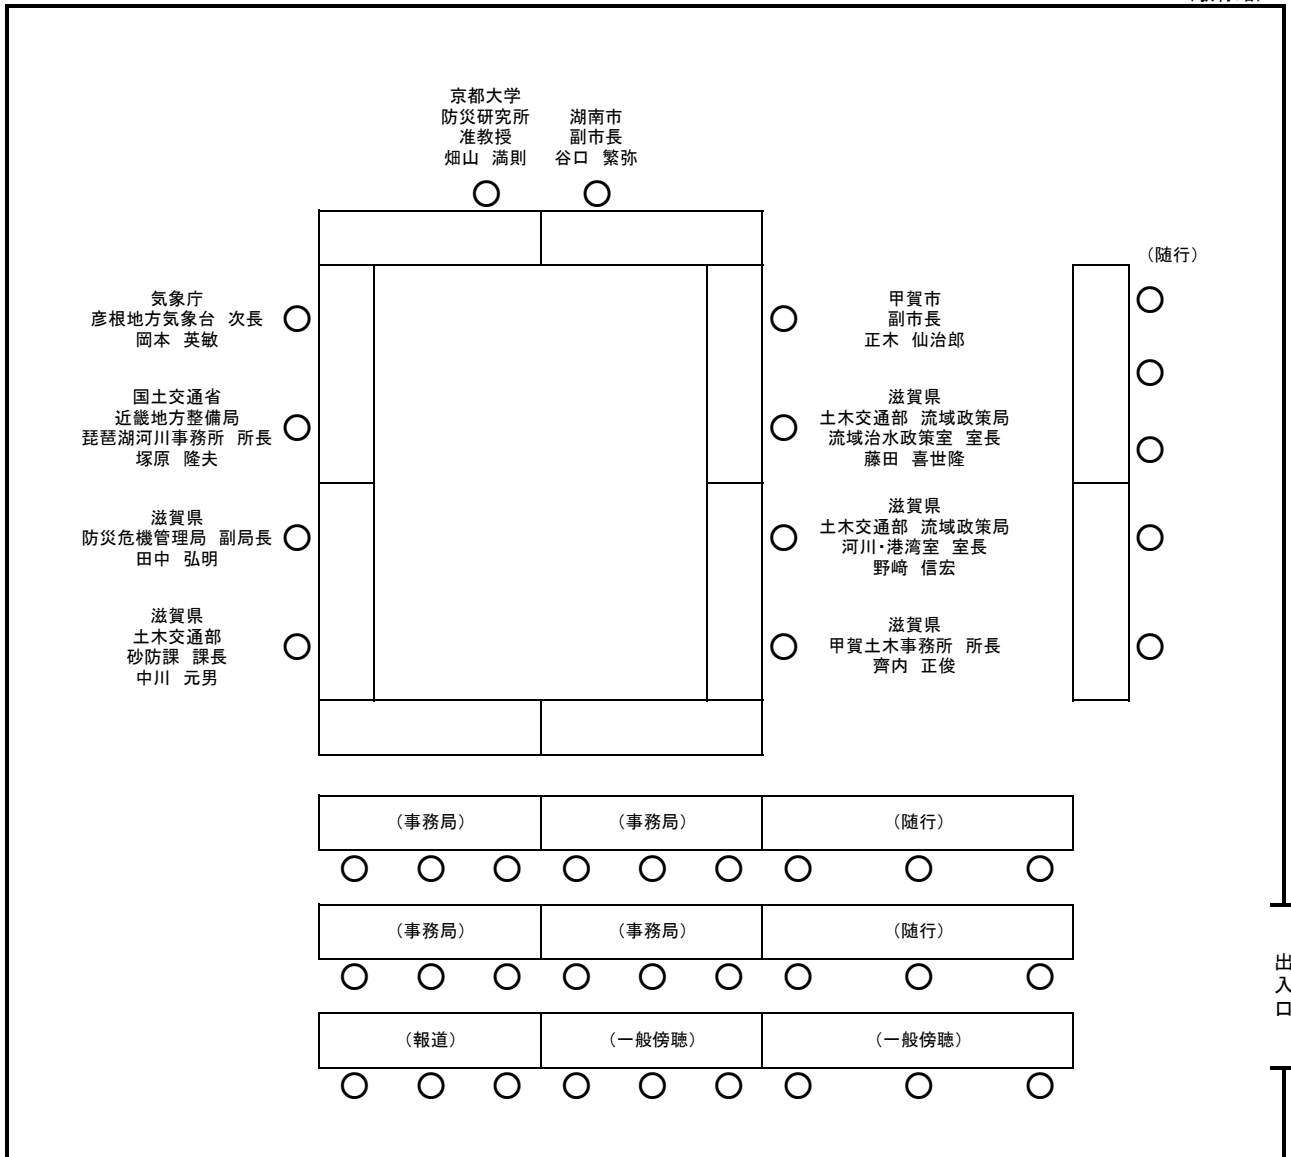 京都大学
防災研究所
准教授
畑山 満則
湖南市
副市長
谷口 繁弥
(随行)
気象庁
彦根地方気象台 次長
岡本 英敏
甲賀市
副市長
正木 仙治郎
国土交通省
近畿地方整備局
琵琶湖河川事務所 所長
塚原 隆夫
滋賀県
土木交通部 流域政策局
流域治水政策室 室長
藤田 喜世隆
滋賀県
防災危機管理局 副局長
田中 弘明
滋賀県
土木交通部 流域政策局
河川・港湾室 室長
野﨑 信宏
滋賀県
土木交通部
砂防課 課長
中川 元男
滋賀県
甲賀土木事務所 所長
齊内 正俊
(事務局) (事務局) (随行)
(事務局) (事務局) (随行)
出入口
(報道) (一般傍聴) (一般傍聴)